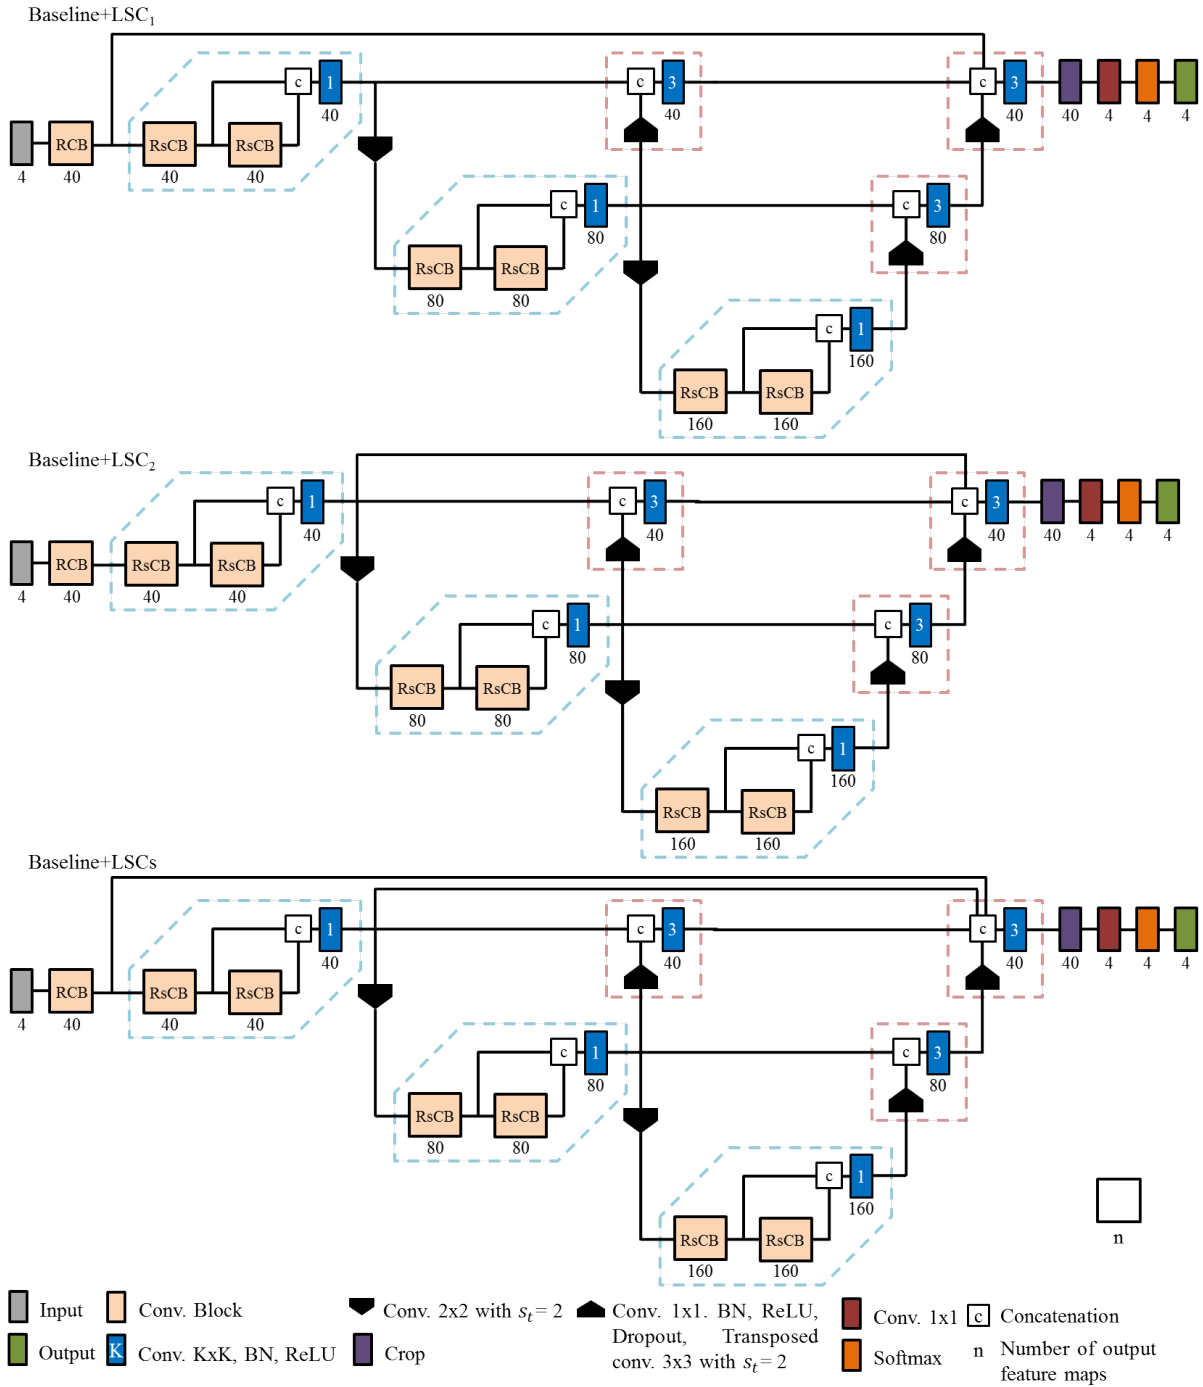 Baseline+LSC1
c 1 c 3 c 3
40 40 40 40 4 4 4
RCB RsCB RsCB
4 40 40 40
c 1 c 3
80 80
RsCB RsCB
80 80
c 1
160
RsCB RsCB
160 160
Baseline+LSC2
c 1 c 3 c 3
40 40 40 40 4 4 4
RCB RsCB RsCB
4 40 40 40
c 1 c 3
80 80
RsCB RsCB
80 80
c 1
160
RsCB RsCB
160 160
Baseline+LSCs
c 1 c 3 c 3
40 40 40 40 4 4 4
RCB RsCB RsCB
4 40 40 40
c 1 c 3
80 80
RsCB RsCB
80 80
c 1
160
RsCB RsCB
160 160
n
Input
Conv. Block
Conv. 2x2 with st = 2
Conv. 1x1. BN, ReLU,
Dropout, Transposed
conv. 3x3 with st = 2
Conv. 1x1
c Concatenation
Output
K Conv. KxK, BN, ReLU
Crop
Softmax
n Number of output
feature maps